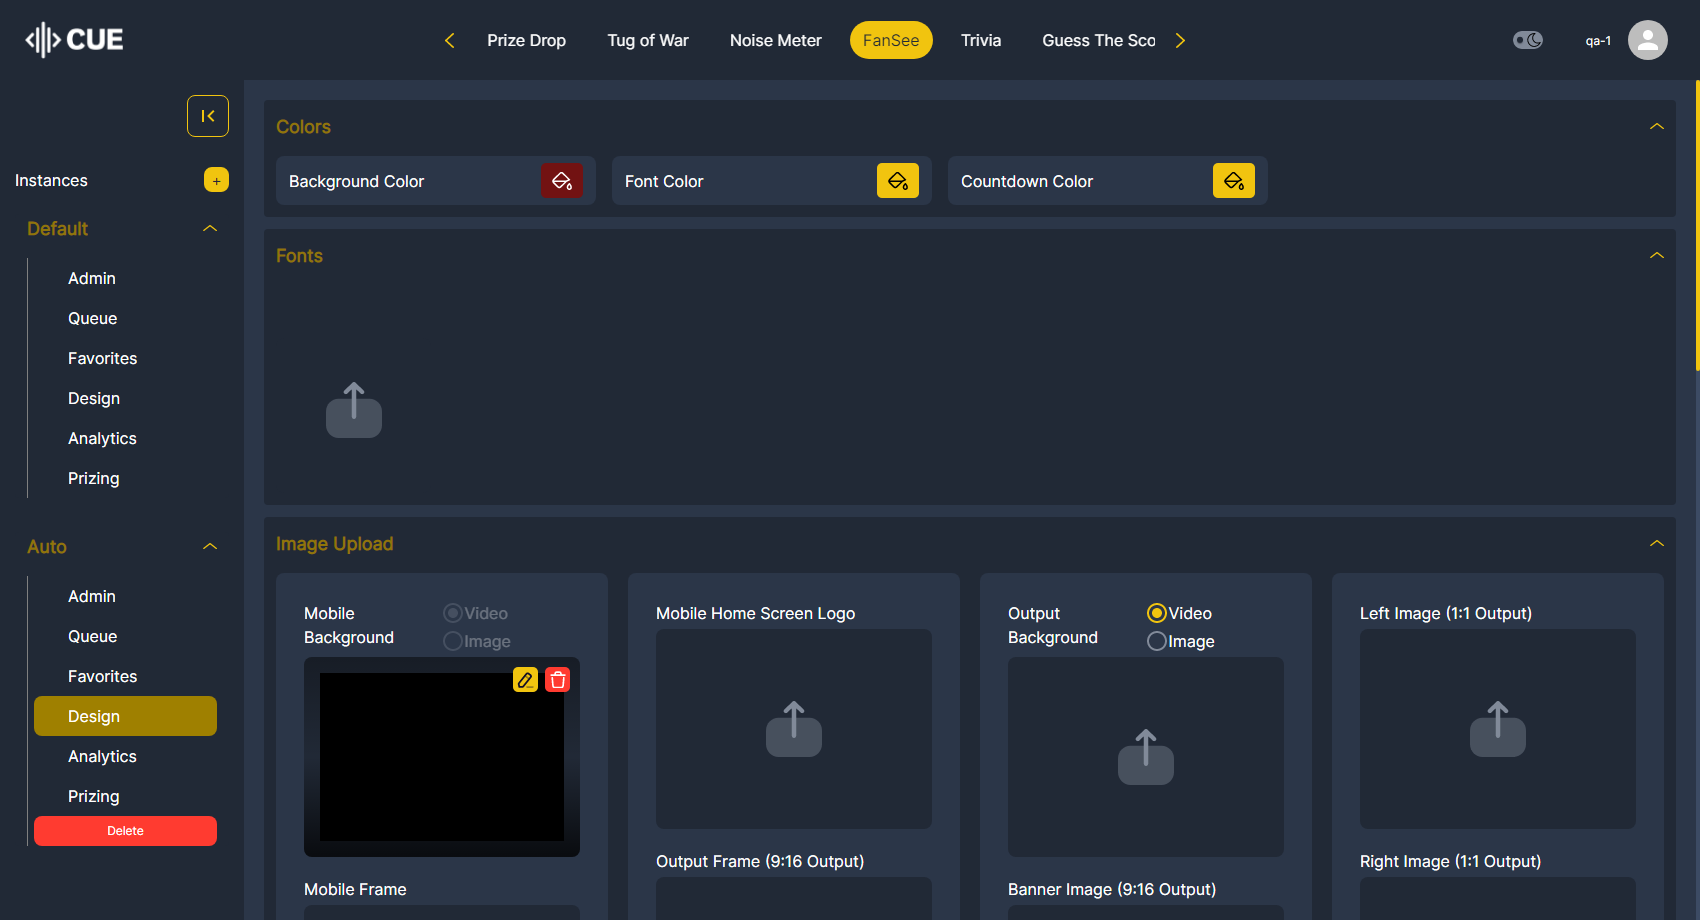 CUE
Prize Drop
Tug of War
Noise Meter
FanSee
Trivia
Guess The Sco
qa-1
Instances
+
Default
Admin
Queue
Favorites
Design
Analytics
Prizing
Auto
Admin
Queue
Favorites
Design
Analytics
Prizing
Delete
Colors
Background Color
Font Color
Countdown Color
Fonts
Image Upload
Mobile
Background
Video
Image
Mobile Frame
Mobile Home Screen Logo
Output Frame (9:16 Output)
Output
Background
Video
Image
Banner Image (9:16 Output)
Left Image (1:1 Output)
Right Image (1:1 Output)